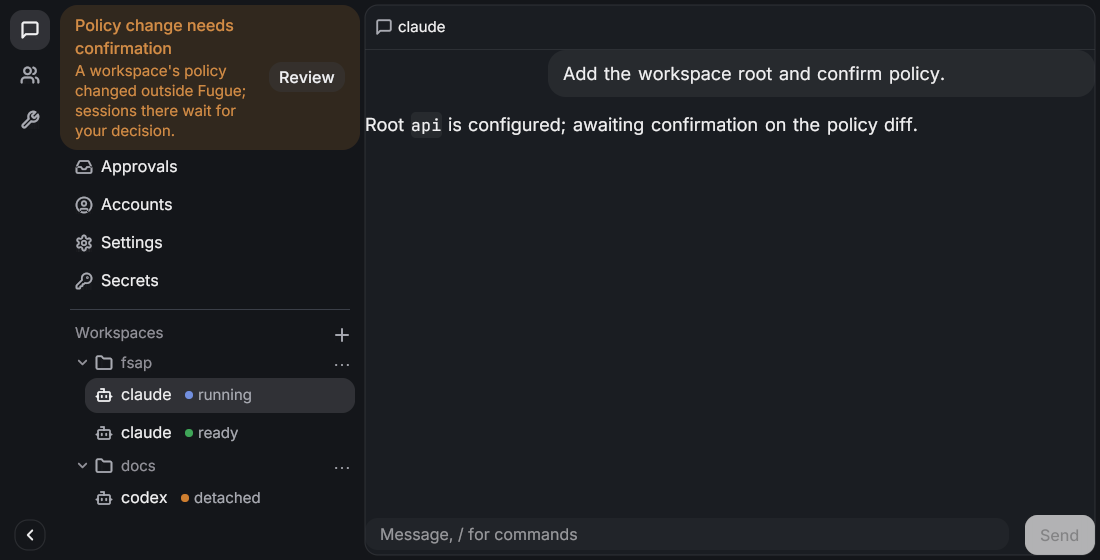 Policy change needs
confirmation
A workspace's policy
changed outside Fugue;
sessions there wait for
your decision.
Review
Approvals
Accounts
Settings
Secrets
Workspaces
fsap
claude running
claude ready
docs
codex detached
claude
Add the workspace root and confirm policy.
Root api is configured; awaiting confirmation on the policy diff.
Message, / for commands
Send